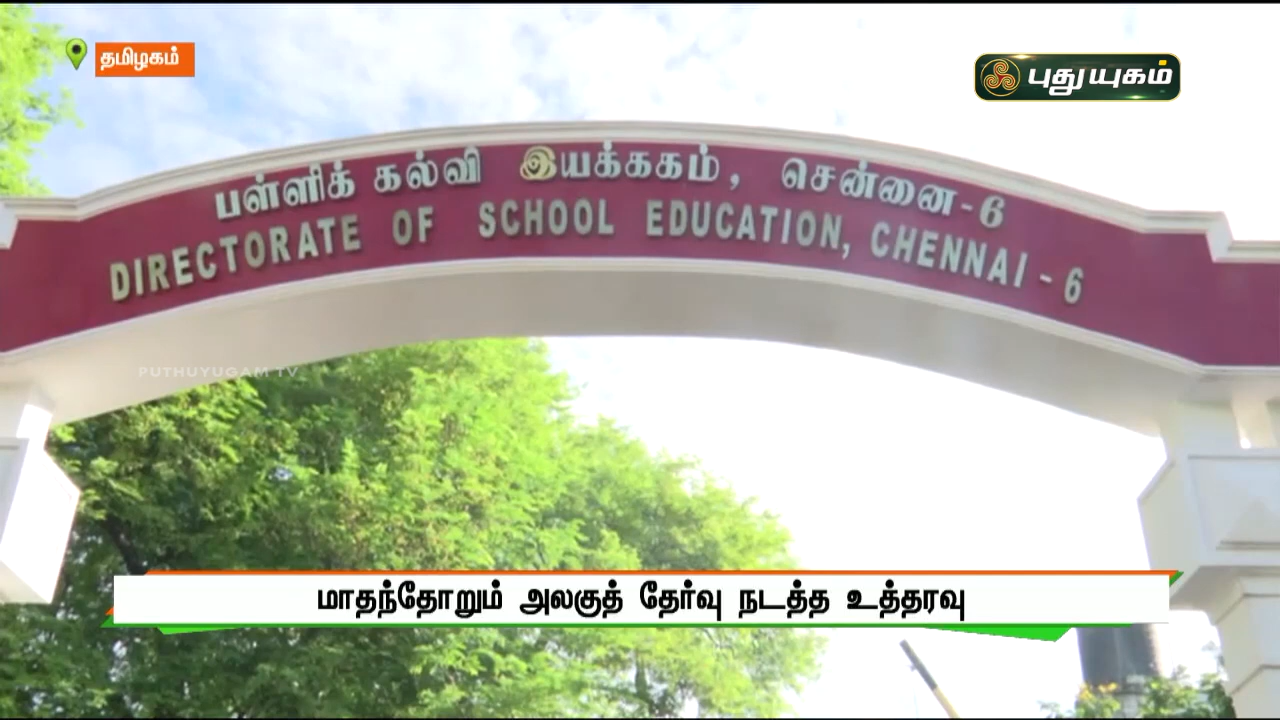 தமிழகம்
புதுயுகம்
பள்ளிக் கல்வி இயக்ககம், சென்னை-6
DIRECTORATE OF SCHOOL EDUCATION, CHENNAI - 6
PUTHUYUGAM TV
மாதந்தோறும் அலகுத் தேர்வு நடத்த உத்தரவு